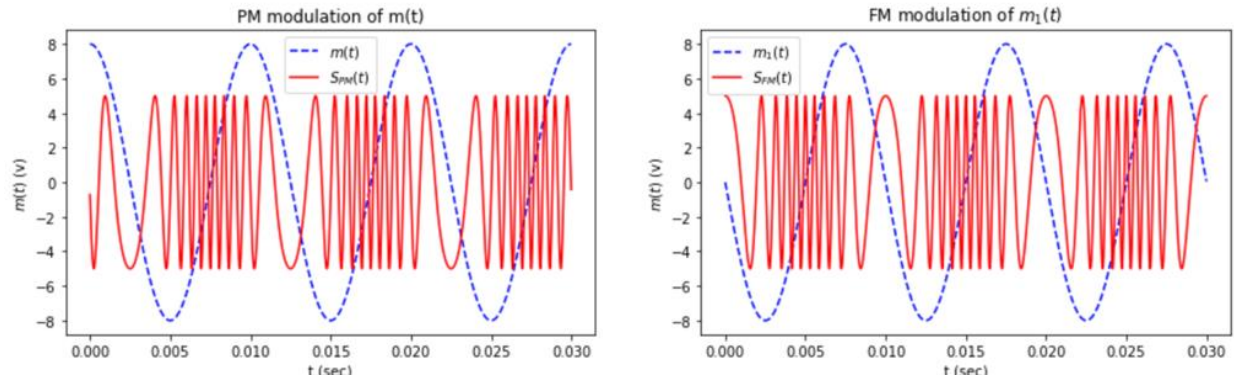 PM modulation of m(t)
m(t)
S_PM(t)
m(t) (v)
8
6
4
2
0
−2
−4
−6
−8
0.000 0.005 0.010 0.015 0.020 0.025 0.030
t (sec)
FM modulation of m₁(t)
m₁(t)
S_FM(t)
m(t) (v)
8
6
4
2
0
−2
−4
−6
−8
0.000 0.005 0.010 0.015 0.020 0.025 0.030
t (sec)